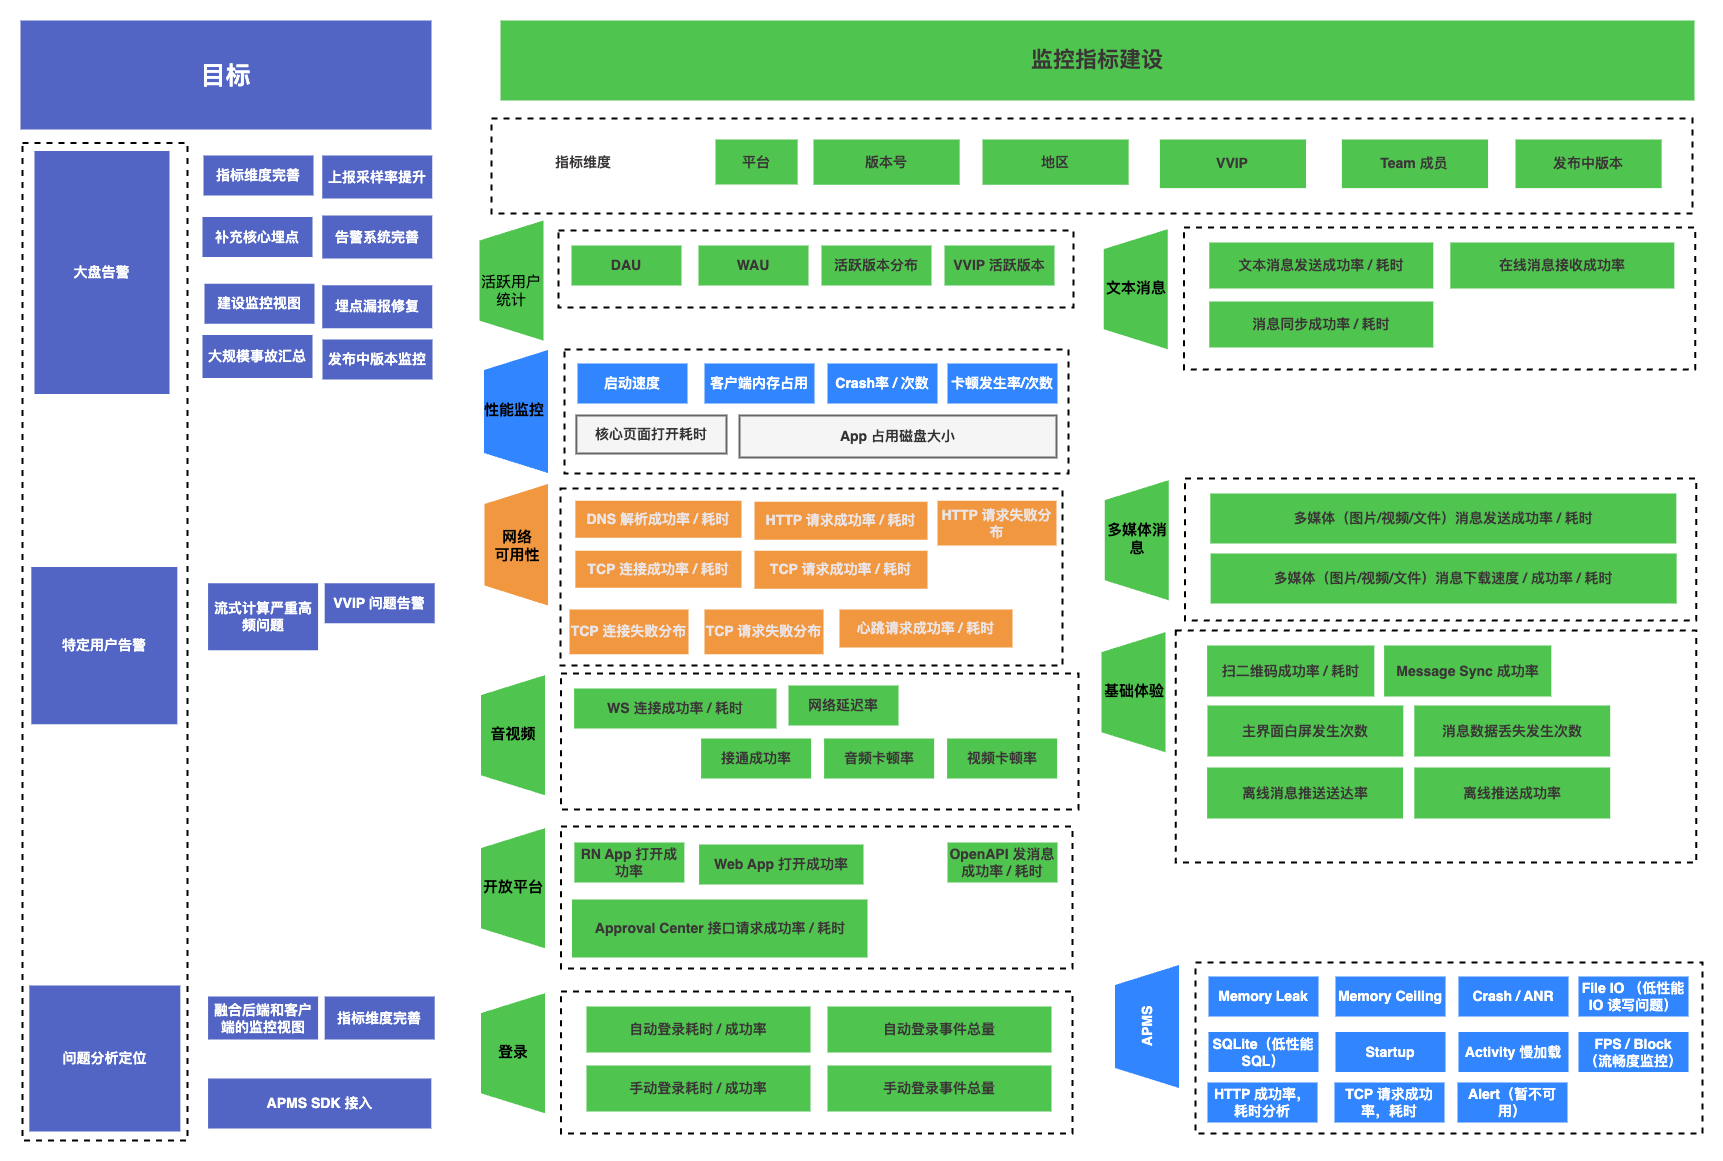 目标
大盘告警
指标维度完善
上报采样率提升
补充核心埋点
告警系统完善
建设监控视图
埋点漏报修复
大规模事故汇总
发布中版本监控
特定用户告警
流式计算严重高
频问题
VVIP 问题告警
问题分析定位
融合后端和客户
端的监控视图
指标维度完善
APMS SDK 接入
监控指标建设
指标维度
平台
版本号
地区
VVIP
Team 成员
发布中版本
活跃用户
统计
DAU
WAU
活跃版本分布
VVIP 活跃版本
性能监控
启动速度
客户端内存占用
Crash率 / 次数
卡顿发生率/次数
核心页面打开耗时
App 占用磁盘大小
网络
可用性
DNS 解析成功率 / 耗时
HTTP 请求成功率 / 耗时
HTTP 请求失败分
布
TCP 连接成功率 / 耗时
TCP 请求成功率 / 耗时
TCP 连接失败分布
TCP 请求失败分布
心跳请求成功率 / 耗时
音视频
WS 连接成功率 / 耗时
网络延迟率
接通成功率
音频卡顿率
视频卡顿率
开放平台
RN App 打开成
功率
Web App 打开成功率
OpenAPI 发消息
成功率 / 耗时
Approval Center 接口请求成功率 / 耗时
登录
自动登录耗时 / 成功率
自动登录事件总量
手动登录耗时 / 成功率
手动登录事件总量
文本消息
文本消息发送成功率 / 耗时
在线消息接收成功率
消息同步成功率 / 耗时
多媒体消
息
多媒体（图片/视频/文件）消息发送成功率 / 耗时
多媒体（图片/视频/文件）消息下载速度 / 成功率 / 耗时
基础体验
扫二维码成功率 / 耗时
Message Sync 成功率
主界面白屏发生次数
消息数据丢失发生次数
离线消息推送送达率
离线推送成功率
APMS
Memory Leak
Memory Ceiling
Crash / ANR
File IO （低性能
IO 读写问题）
SQLite（低性能
SQL）
Startup
Activity 慢加载
FPS / Block
（流畅度监控）
HTTP 成功率，
耗时分析
TCP 请求成功
率，耗时
Alert（暂不可
用）